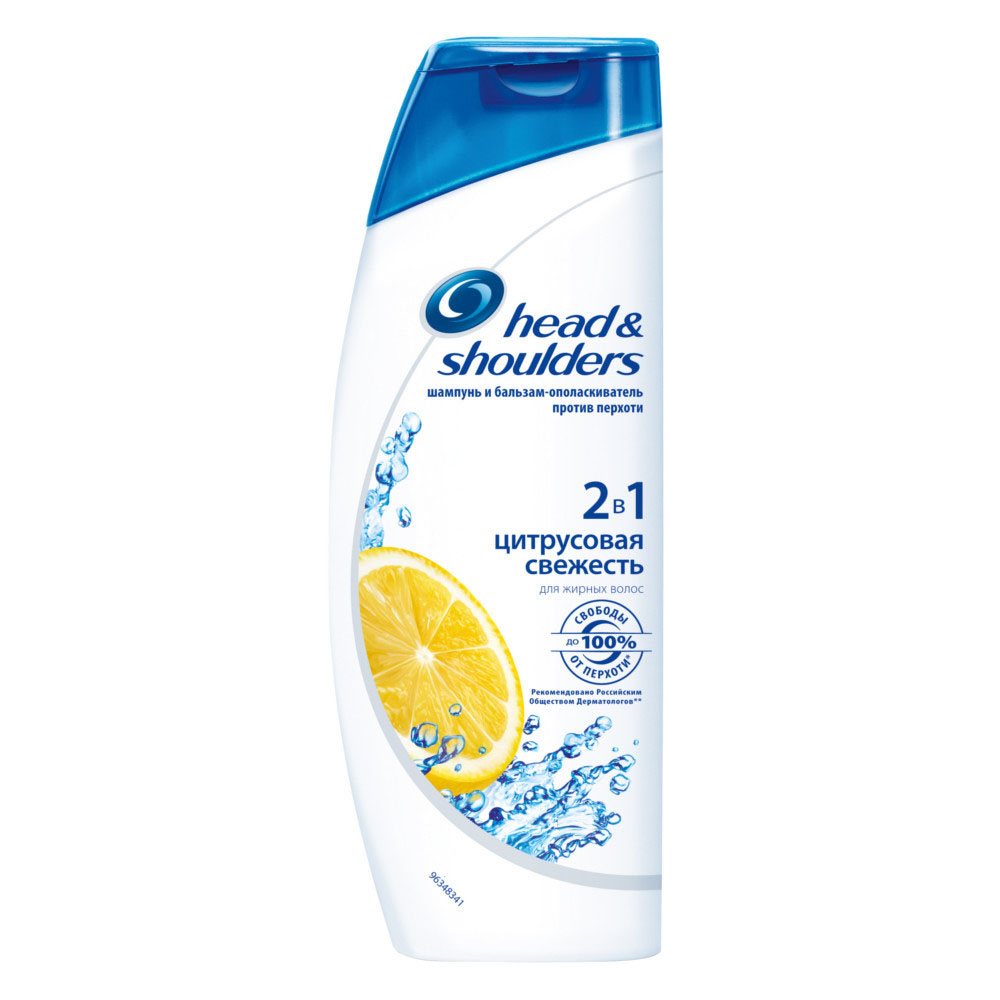 head &
shoulders
шампунь и бальзам-ополаскиватель
против перхоти
2в1
цитрусовая
свежесть
для жирных волос
СВОБОДЫ
до 100%
ОТ ПЕРХОТИ*
Рекомендовано Российским
Обществом Дерматологов**
96348341